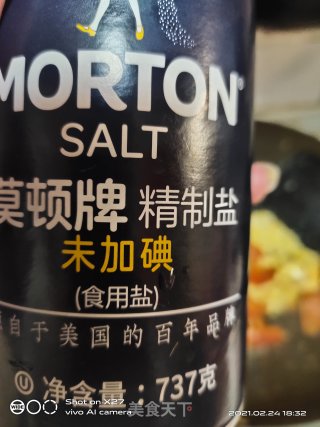 MORTON®
SALT
莫顿牌 精制盐
未加碘
(食用盐)
自于美国的百年品牌
Ⓤ 净含量：737克
Shot on X27
vivo AI camera
美食天下
2021.02.24 18:32